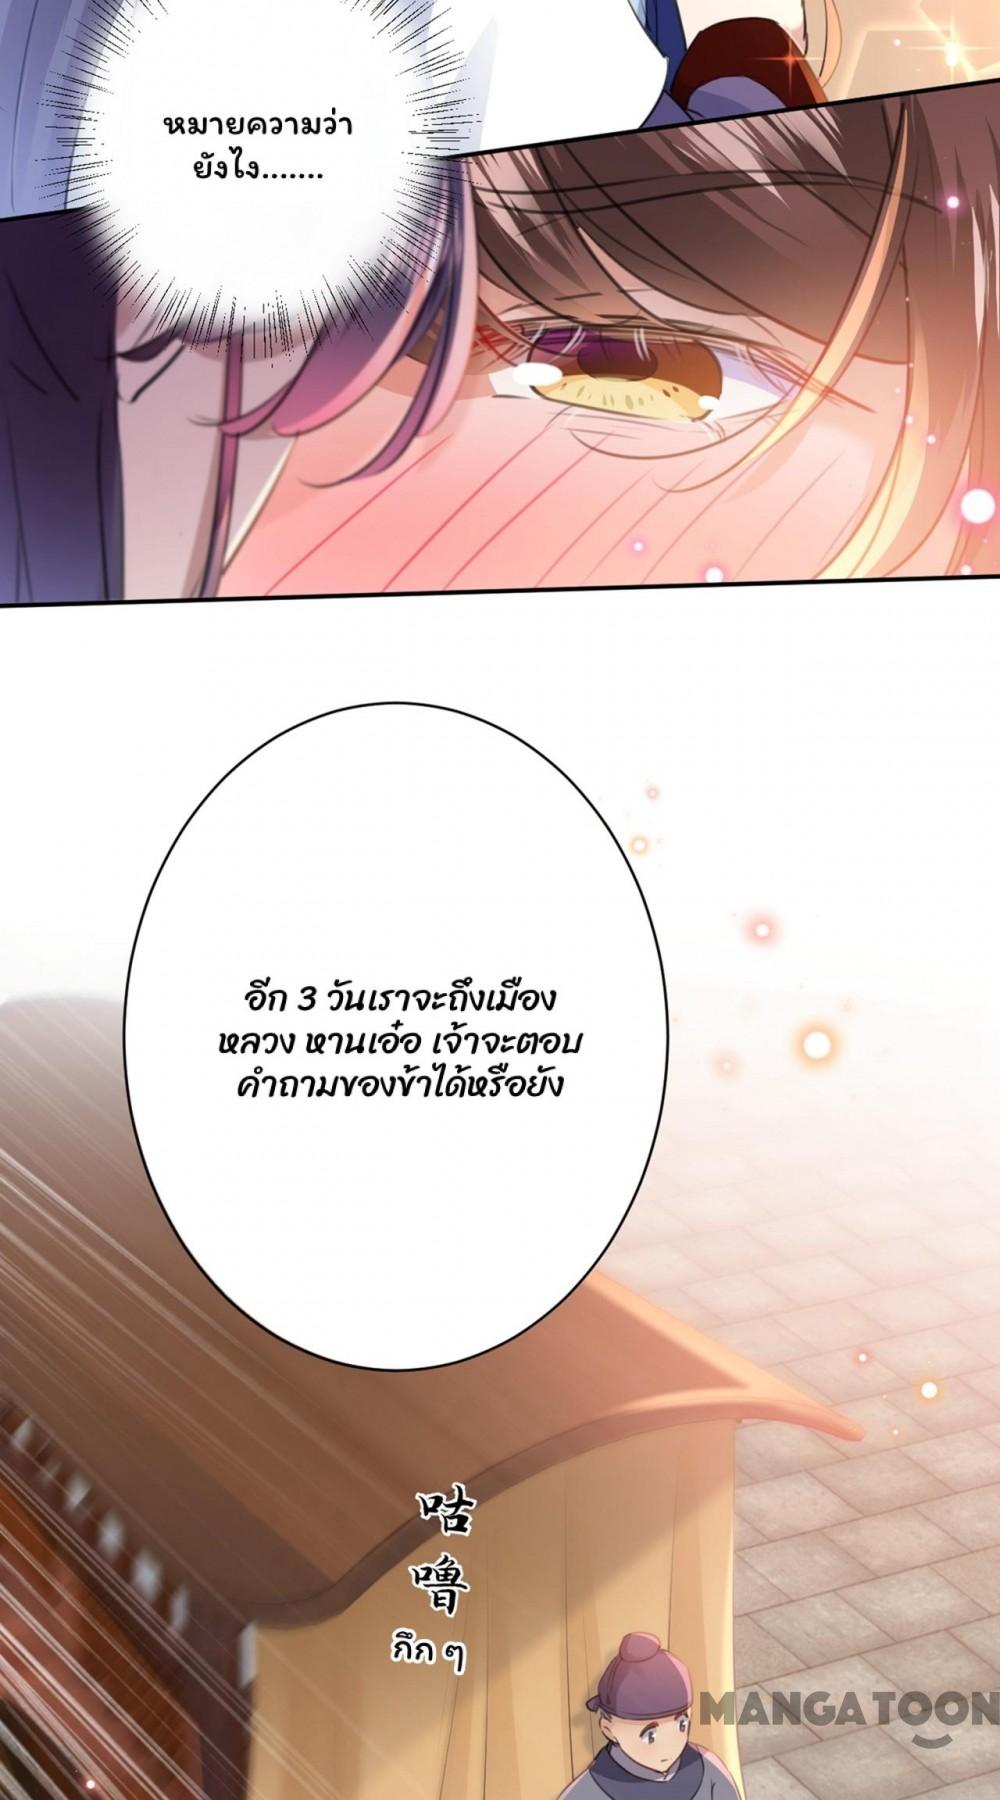 หมายความว่า
ยังไง.......
อีก 3 วันเราจะถึงเมือง
หลวง หานเอ๋อ เจ้าจะตอบ
คำถามของข้าได้หรือยัง
咕
噜
กึก ๆ
MANGATOON